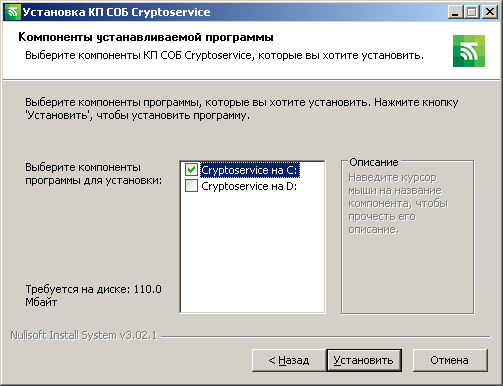 Установка КП СОБ Cryptoservice
Компоненты устанавливаемой программы
Выберите компоненты КП СОБ Cryptoservice, которые вы хотите установить.
Выберите компоненты программы, которые вы хотите установить. Нажмите кнопку
'Установить', чтобы установить программу.
Выберите компоненты
программы для установки:
Cryptoservice на C:
Cryptoservice на D:
Описание
Наведите курсор
мыши на название
компонента, чтобы
прочесть его
описание.
Требуется на диске: 110.0
Мбайт
Nullsoft Install System v3.02.1
< Назад
Установить
Отмена